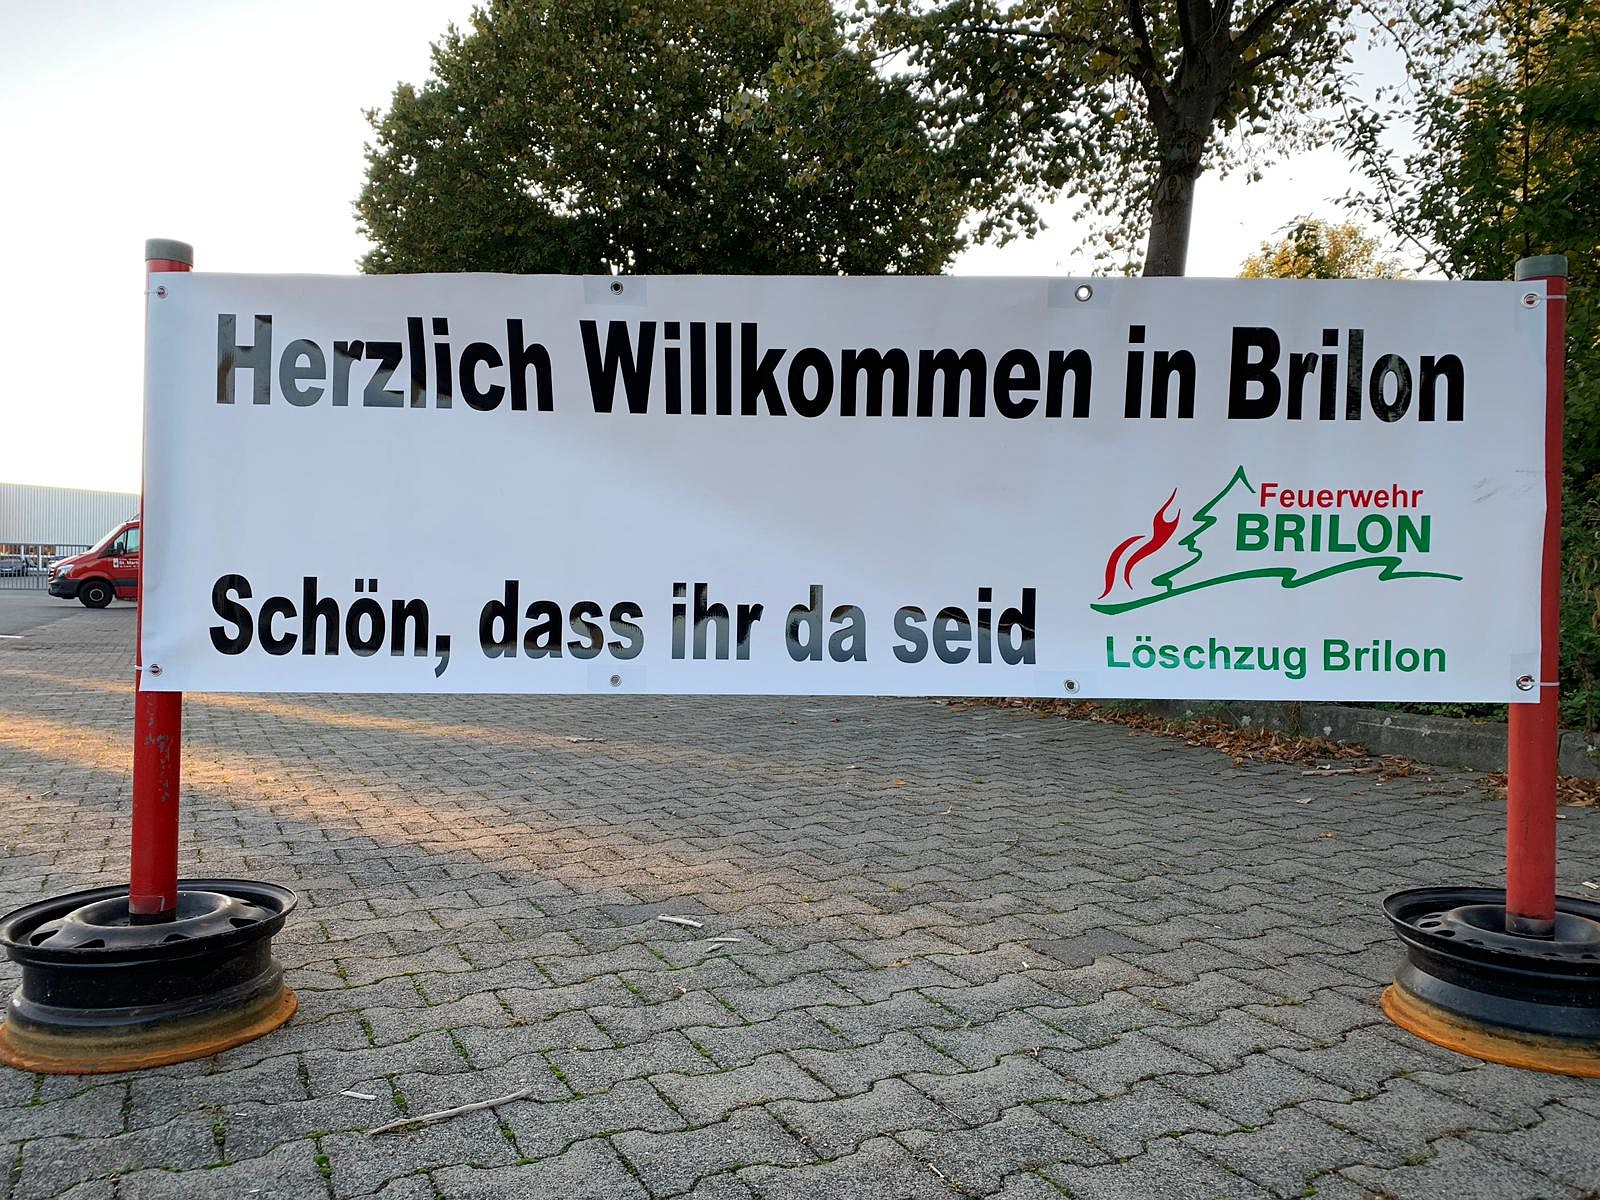 Herzlich Willkommen in Brilon
Feuerwehr
BRILON
Schön, dass ihr da seid
Löschzug Brilon